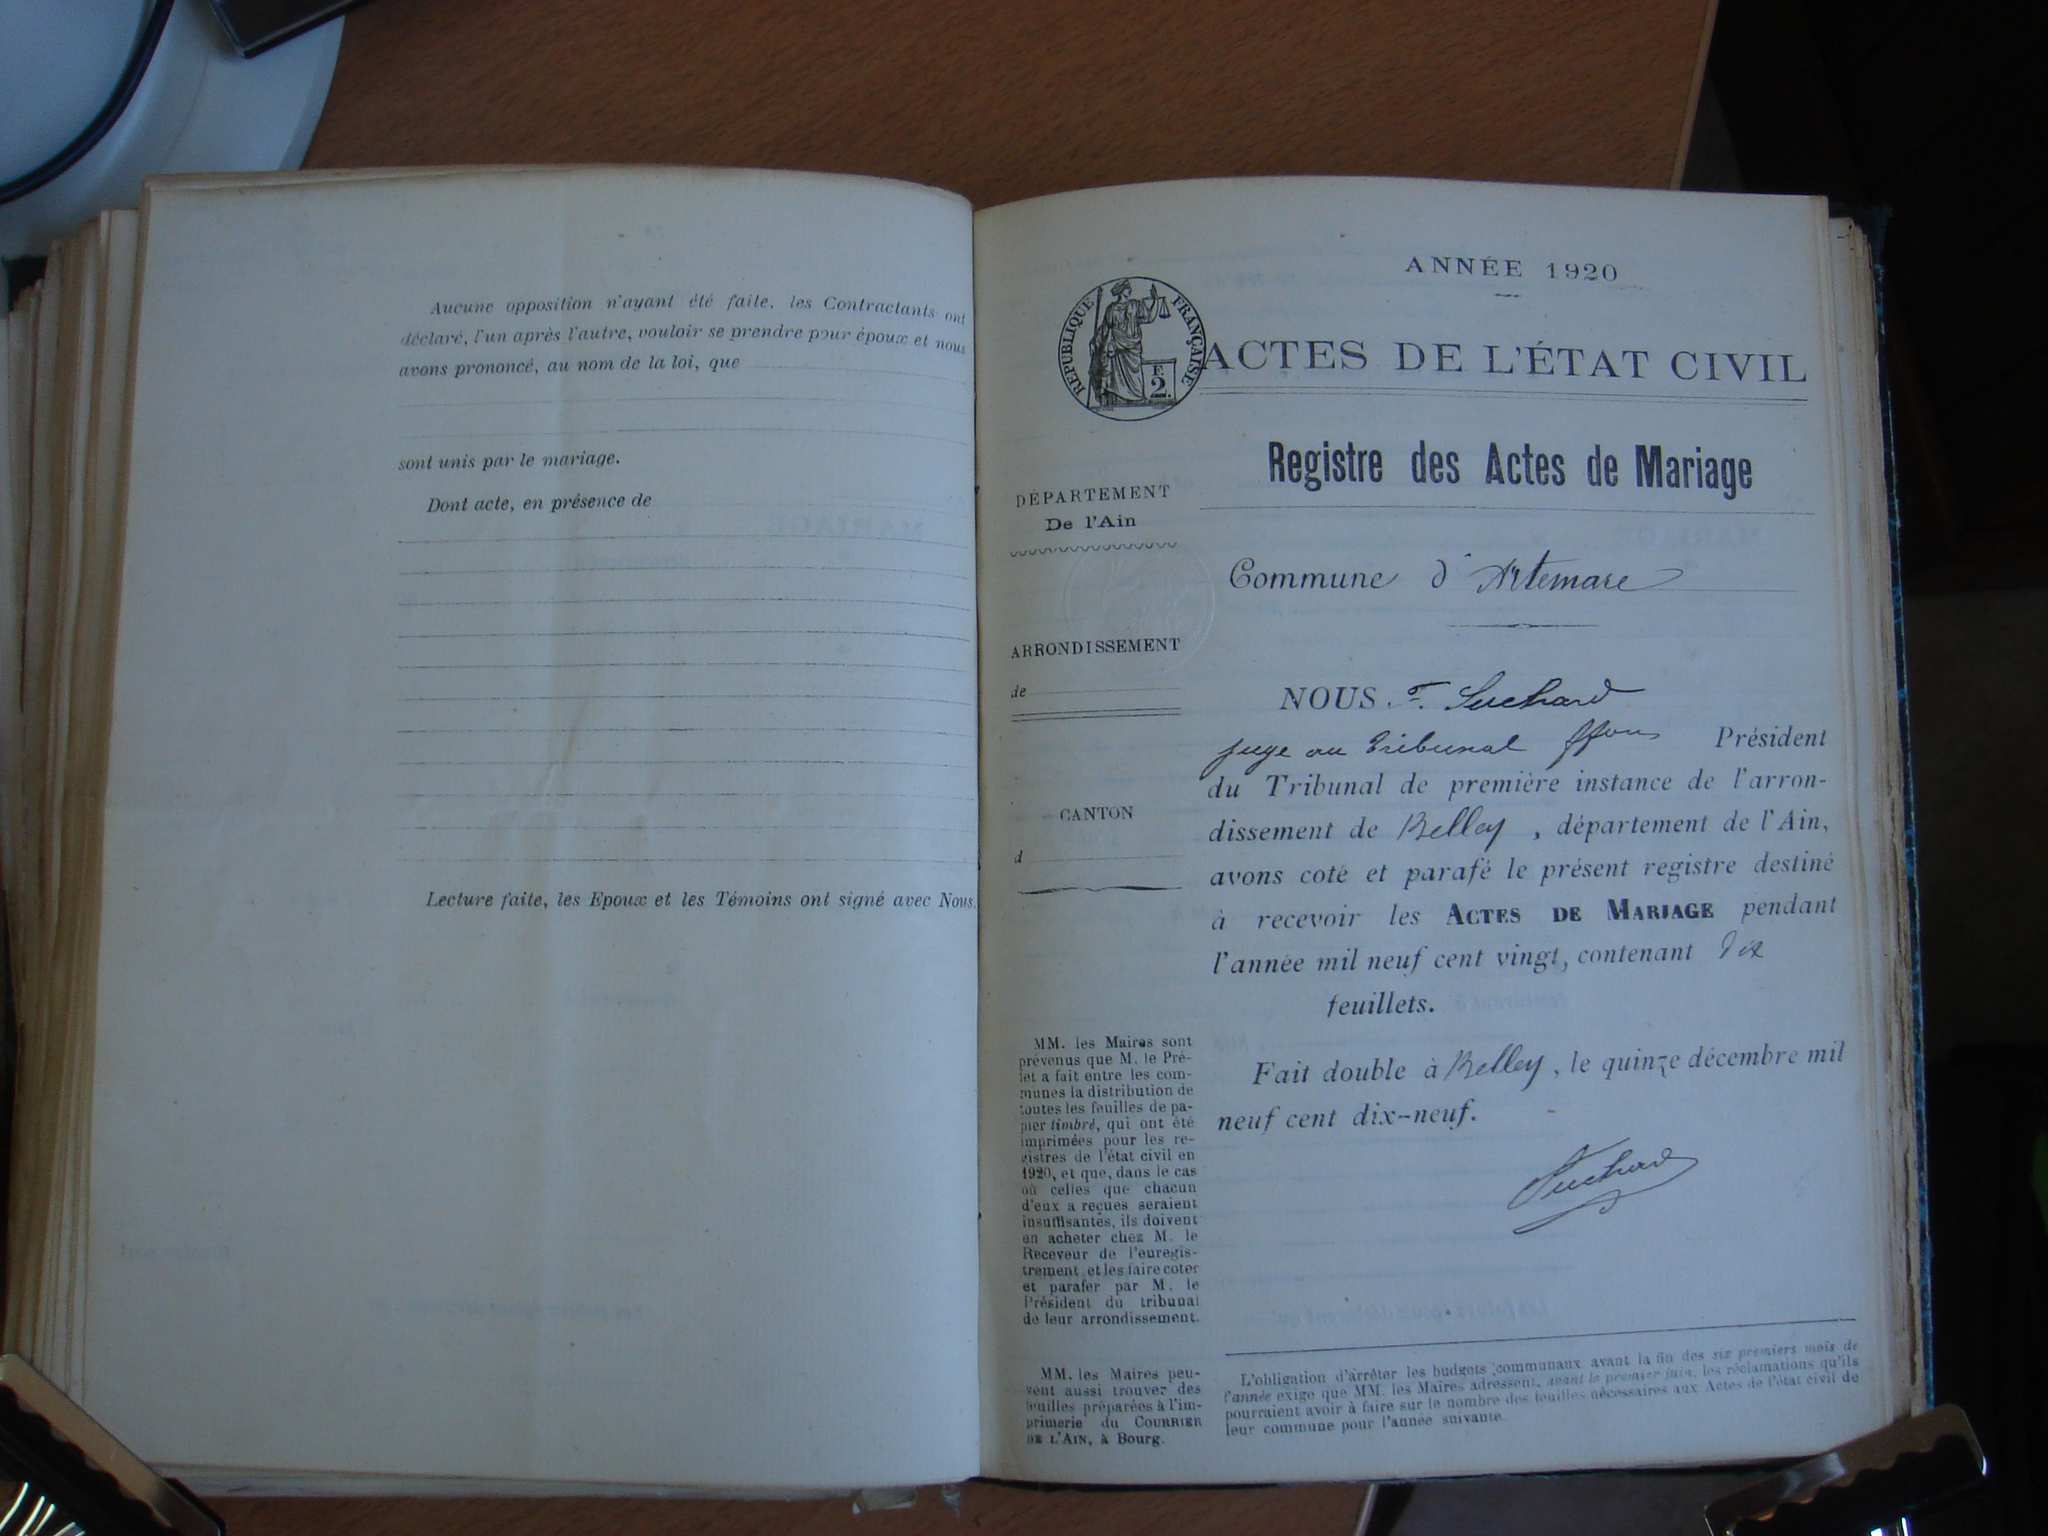 Aucune opposition n'ayant été faite, les Contractants ont
déclaré, l'un après l'autre, vouloir se prendre pour époux et nous
avons prononcé, au nom de la loi, que
sont unis par le mariage.
Dont acte, en présence de
Lecture faite, les Epoux et les Témoins ont signé avec Nous.
ANNÉE 1920
RÉPUBLIQUE FRANÇAISE
E
2.
ACTES DE L'ÉTAT CIVIL
Registre des Actes de Mariage
DÉPARTEMENT
De l'Ain
Commune d'Artemare
ARRONDISSEMENT
de
CANTON
d
NOUS F. Suchard
juge au tribunal ffons Président
du Tribunal de première instance de l'arron-
dissement de Belley, département de l'Ain,
avons coté et parafé le présent registre destiné
à recevoir les ACTES DE MARIAGE pendant
l'année mil neuf cent vingt, contenant dix
feuillets.
Fait double à Belley, le quinze décembre mil
neuf cent dix-neuf.
Suchard
MM. les Maires sont
prévenus que M. le Pré-
fet a fait entre les com-
munes la distribution de
toutes les feuilles de pa-
pier timbré, qui ont été
imprimées pour les re-
gistres de l'état civil en
1920, et que, dans le cas
où celles que chacun
d'eux a reçues seraient
insuffisantes, ils doivent
en acheter chez M. le
Receveur de l'euregis-
trement et les faire coter
et parafer par M. le
Président du tribunal
de leur arrondissement.
MM. les Maires peu-
vent aussi trouver des
feuilles préparées à l'im-
primerie du COURRIER
DE L'AIN, à Bourg.
L'obligation d'arrêter les budgets communaux avant la fin des six premiers mois de
l'année exige que MM. les Maires adressent, avant le premier juin, les réclamations qu'ils
pourraient avoir à faire sur le nombre des feuilles nécessaires aux Actes de l'état civil de
leur commune pour l'année suivante.